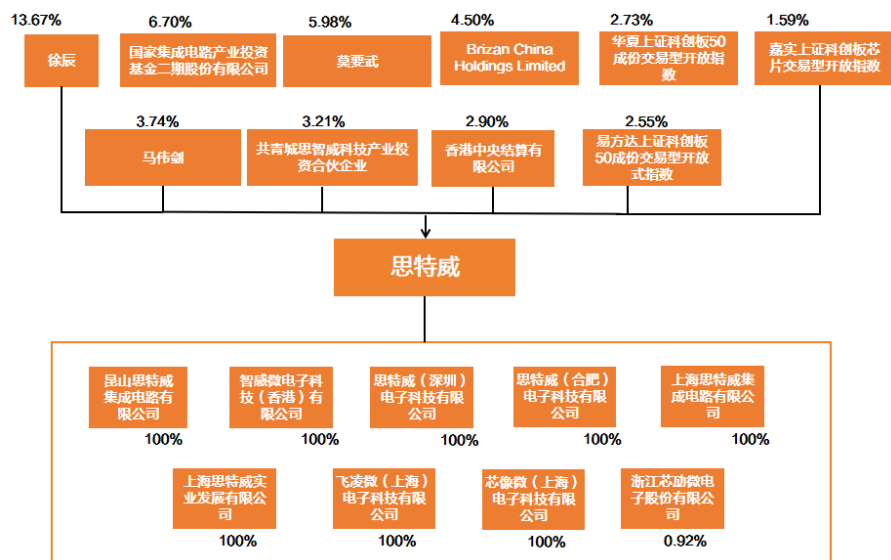 13.67%
6.70%
5.98%
4.50%
2.73%
1.59%
徐辰
国家集成电路产业投资
基金二期股份有限公司
莫要武
Brizan China
Holdings Limited
华夏上证科创板50
成份交易型开放指
数
嘉实上证科创板芯
片交易型开放指数
3.74%
3.21%
2.90%
2.55%
马伟剑
共青城思智威科技产业投
资合伙企业
香港中央结算有
限公司
易方达上证科创板
50成份交易型开放
式指数
思特威
昆山思特威
集成电路有
限公司
100%
智感微电子科
技（香港）有
限公司
100%
思特威（深圳）
电子科技有限公
司
100%
思特威（合肥）
电子科技有限公
司
100%
上海思特威集
成电路有限公
司
100%
上海思特威实
业发展有限公
司
100%
飞凌微（上海）
电子科技有限公
司
100%
芯像微（上海）
电子科技有限公
司
100%
浙江芯劢微电
子股份有限公
司
0.92%